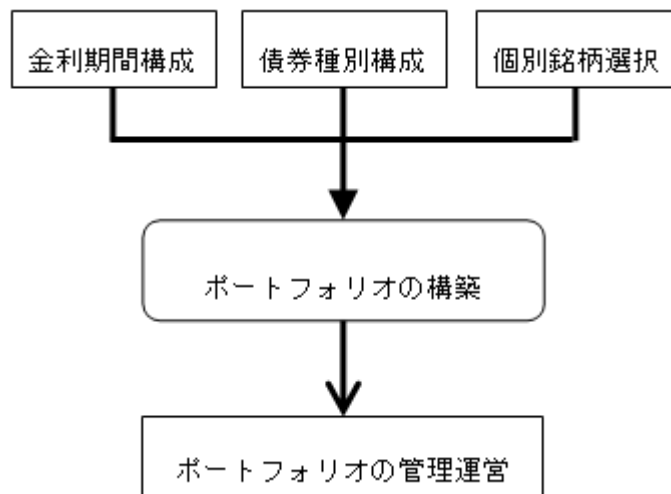 金利期間構成
債券種別構成
個別銘柄選択
ポートフォリオの構築
ポートフォリオの管理運営